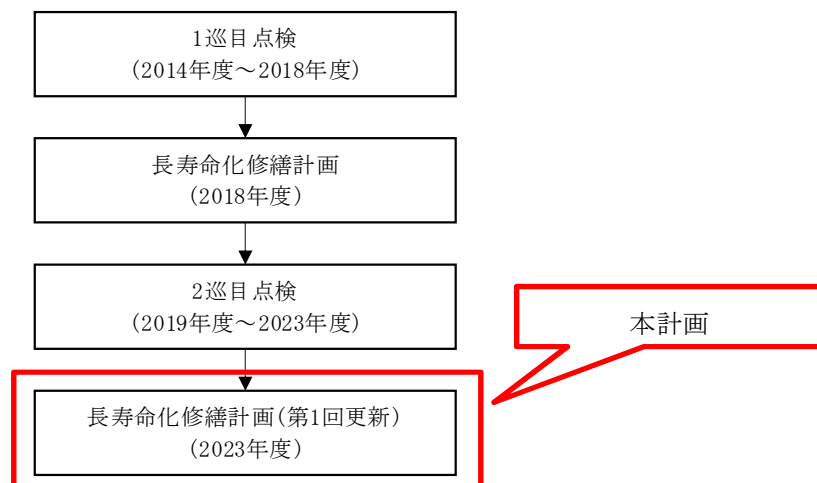 1巡目点検
(2014年度～2018年度)
長寿命化修繕計画
(2018年度)
2巡目点検
(2019年度～2023年度)
本計画
長寿命化修繕計画(第1回更新)
(2023年度)